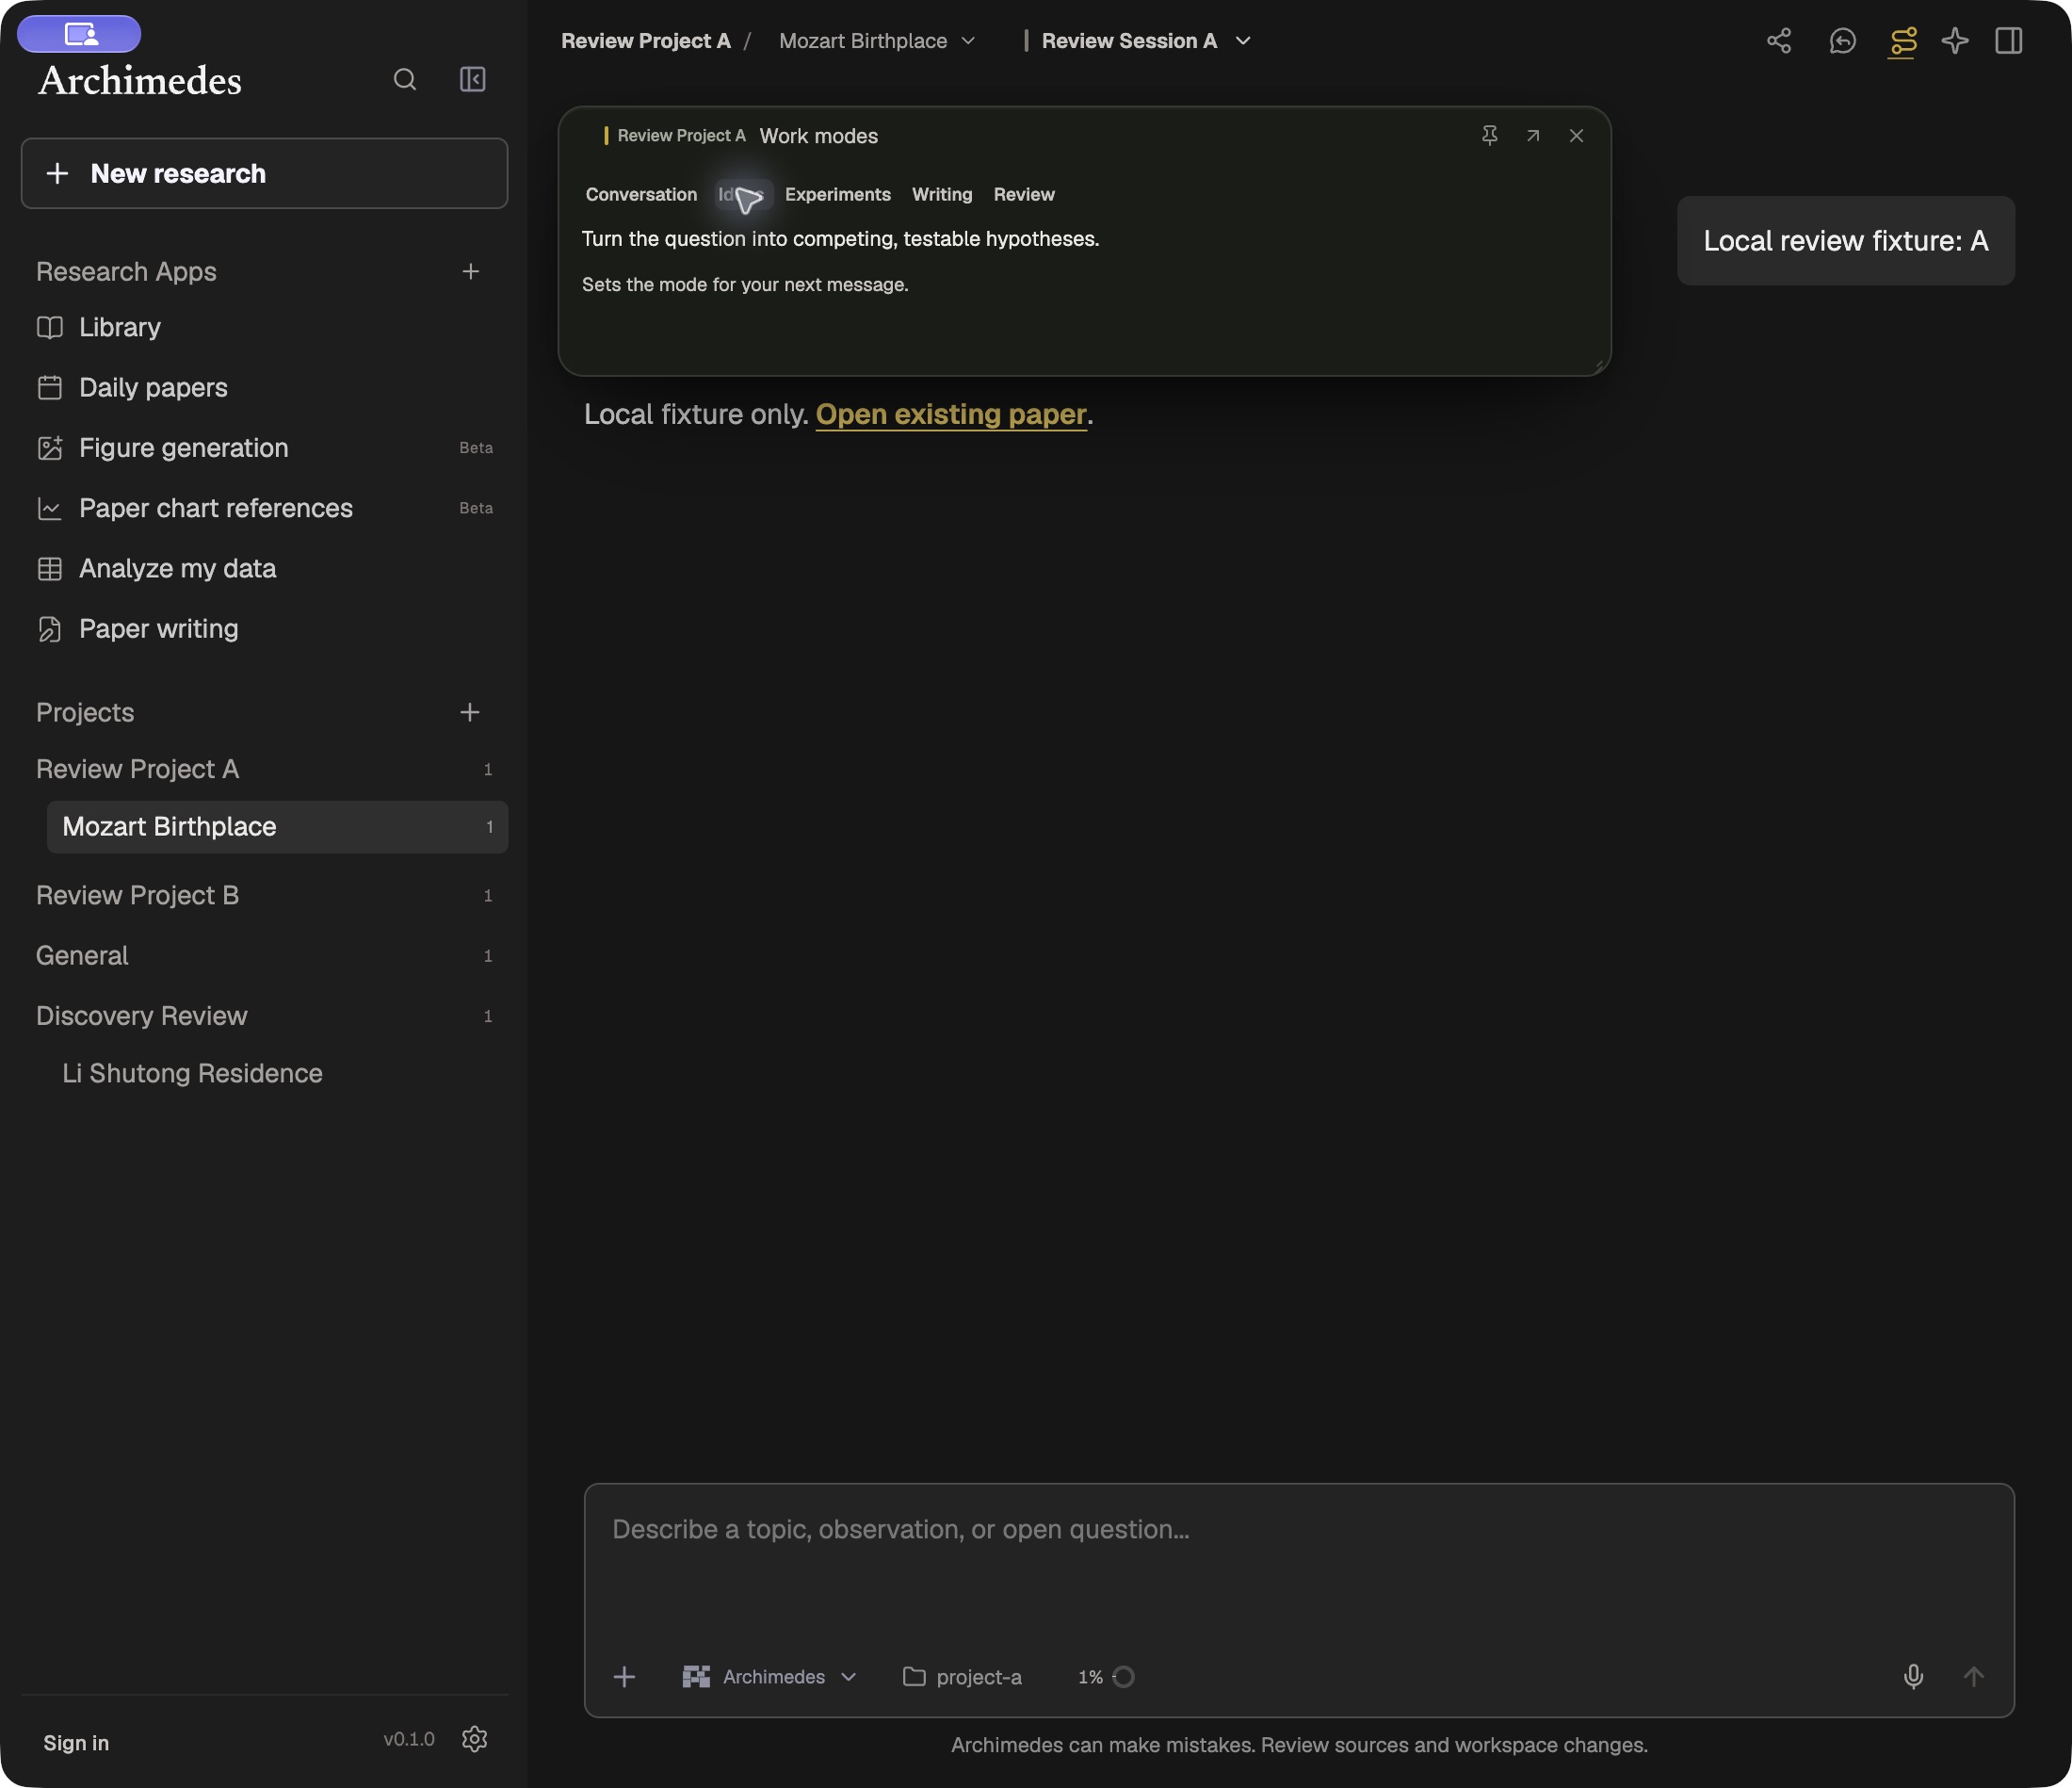 Archimedes
New research
Research Apps
Library
Daily papers
Figure generation Beta
Paper chart references Beta
Analyze my data
Paper writing
Projects
Review Project A 1
Mozart Birthplace 1
Review Project B 1
General 1
Discovery Review 1
Li Shutong Residence
Sign in v0.1.0
Review Project A / Mozart Birthplace | Review Session A
Review Project A Work modes
Conversation Experiments Writing Review
Turn the question into competing, testable hypotheses.
Sets the mode for your next message.
Local review fixture: A
Local fixture only. Open existing paper.
Describe a topic, observation, or open question...
Archimedes project-a 1%
Archimedes can make mistakes. Review sources and workspace changes.